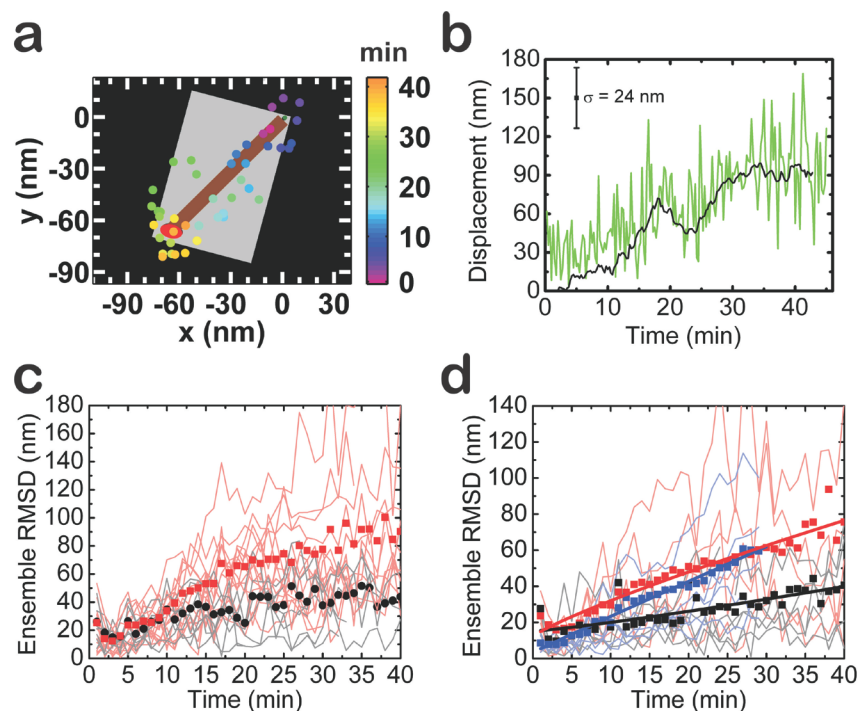 a
min
40
30
20
10
0
0
-30
-60
-90
y (nm)
-90 -60 -30 0 30
x (nm)
b
180
150
120
90
60
30
0
Displacement (nm)
σ = 24 nm
0 10 20 30 40
Time (min)
c
180
160
140
120
100
80
60
40
20
0
Ensemble RMSD (nm)
0 5 10 15 20 25 30 35 40
Time (min)
d
140
120
100
80
60
40
20
0
Ensemble RMSD (nm)
0 5 10 15 20 25 30 35 40
Time (min)